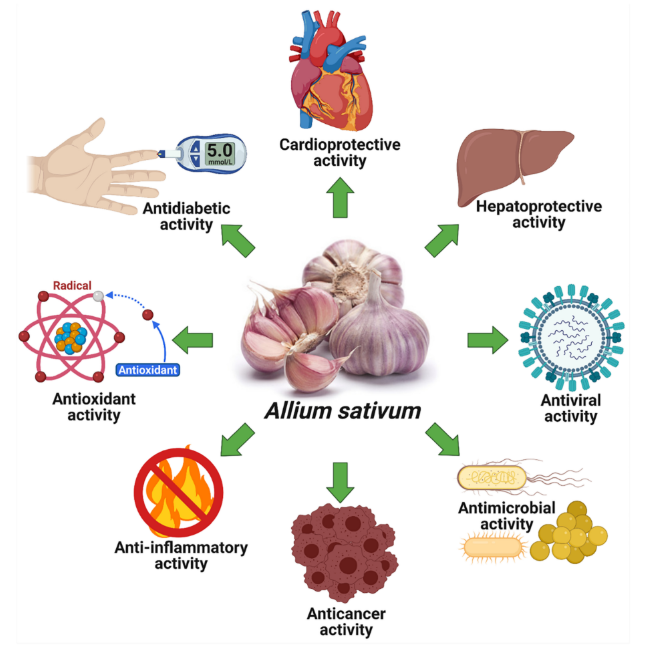 Cardioprotective
activity
5.0
mmol/L
Antidiabetic
activity
Hepatoprotective
activity
Radical
Antioxidant
Antioxidant
activity
Antiviral
activity
Allium sativum
Anti-inflammatory
activity
Antimicrobial
activity
Anticancer
activity